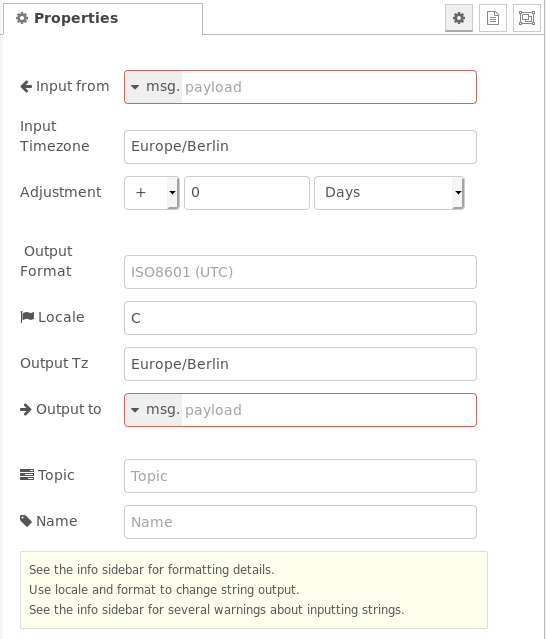 Properties
Input from
msg. payload
Input
Timezone
Europe/Berlin
Adjustment
+ 0 Days
Output
Format
ISO8601 (UTC)
Locale
C
Output Tz
Europe/Berlin
Output to
msg. payload
Topic
Topic
Name
Name
See the info sidebar for formatting details.
Use locale and format to change string output.
See the info sidebar for several warnings about inputting strings.